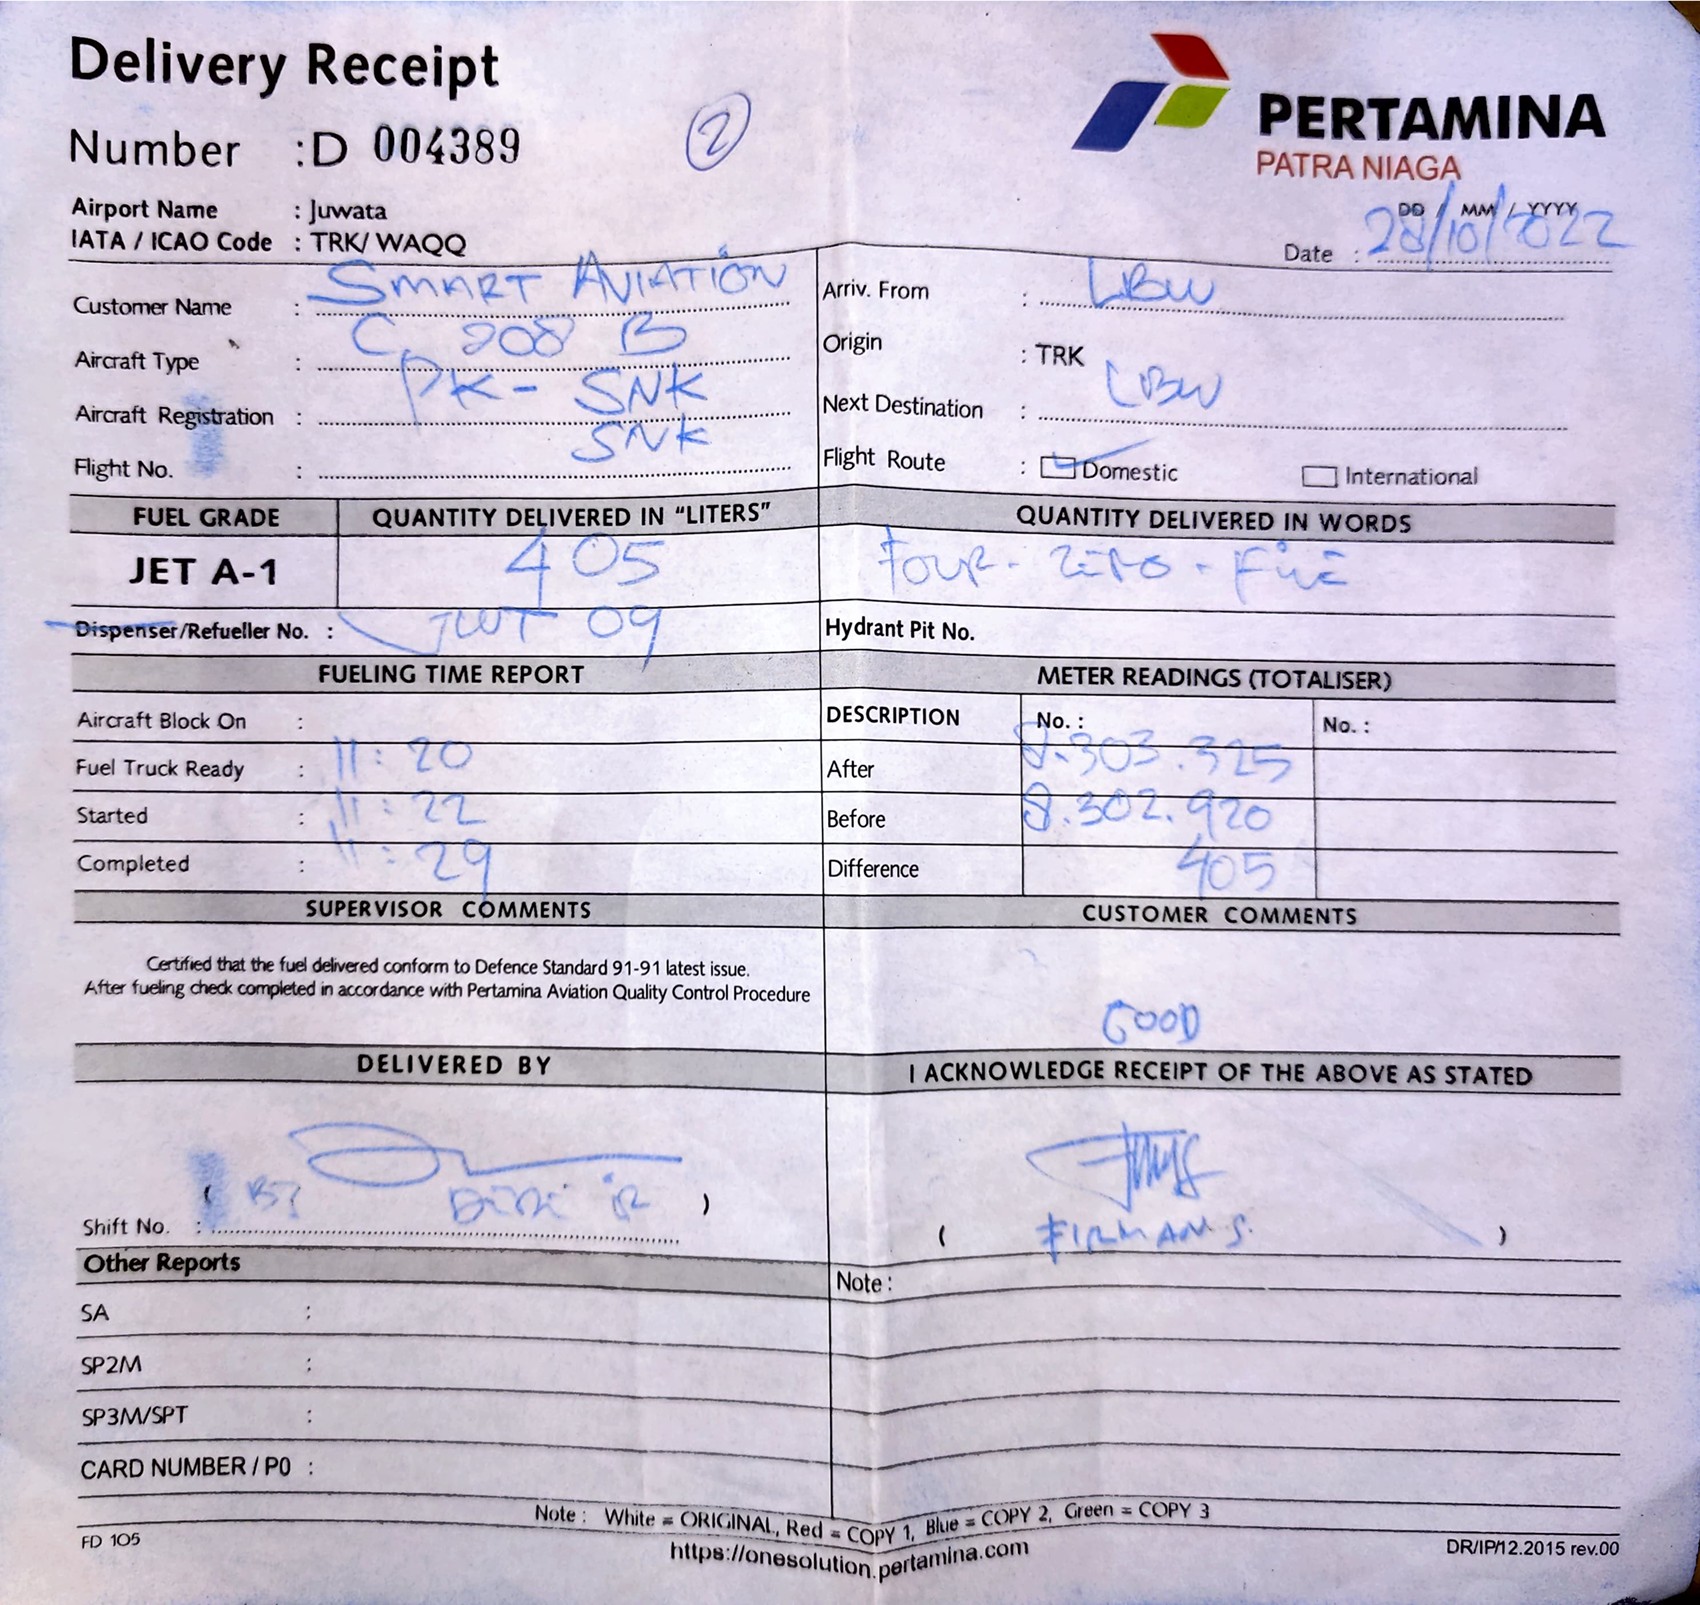 Delivery Receipt
Number : D 004389
2
PERTAMINA
PATRA NIAGA
Airport Name : Juwata
IATA / ICAO Code : TRK/ WAQQ
DD / MM / YYYY
Date : 28/10/2022
Customer Name : SMART AVIATION
Aircraft Type : C 208 B
Aircraft Registration : PK - SNK
Flight No. : SNK
Arriv. From : LBW
Origin : TRK
Next Destination : LBW
Flight Route : Domestic International
FUEL GRADE QUANTITY DELIVERED IN “LITERS” QUANTITY DELIVERED IN WORDS
JET A-1 405 FOUR - ZERO - FIVE
Dispenser/Refueller No. : 09 Hydrant Pit No.
FUELING TIME REPORT METER READINGS (TOTALISER)
Aircraft Block On : DESCRIPTION No. : No. :
Fuel Truck Ready : 11 : 20 After 8.303.325
Started : 11 : 22 Before 8.302.920
Completed : 11 : 29 Difference 405
SUPERVISOR COMMENTS CUSTOMER COMMENTS
Certified that the fuel delivered conform to Defence Standard 91-91 latest issue.
After fueling check completed in accordance with Pertamina Aviation Quality Control Procedure
GOOD
DELIVERED BY I ACKNOWLEDGE RECEIPT OF THE ABOVE AS STATED
( )
Shift No. :
( FIRMAN S. )
Other Reports Note :
SA :
SP2M :
SP3M/SPT :
CARD NUMBER / P0 :
Note : White = ORIGINAL, Red = COPY 1, Blue = COPY 2, Green = COPY 3
FD 105 https://onesolution.pertamina.com DR/IP/12.2015 rev.00